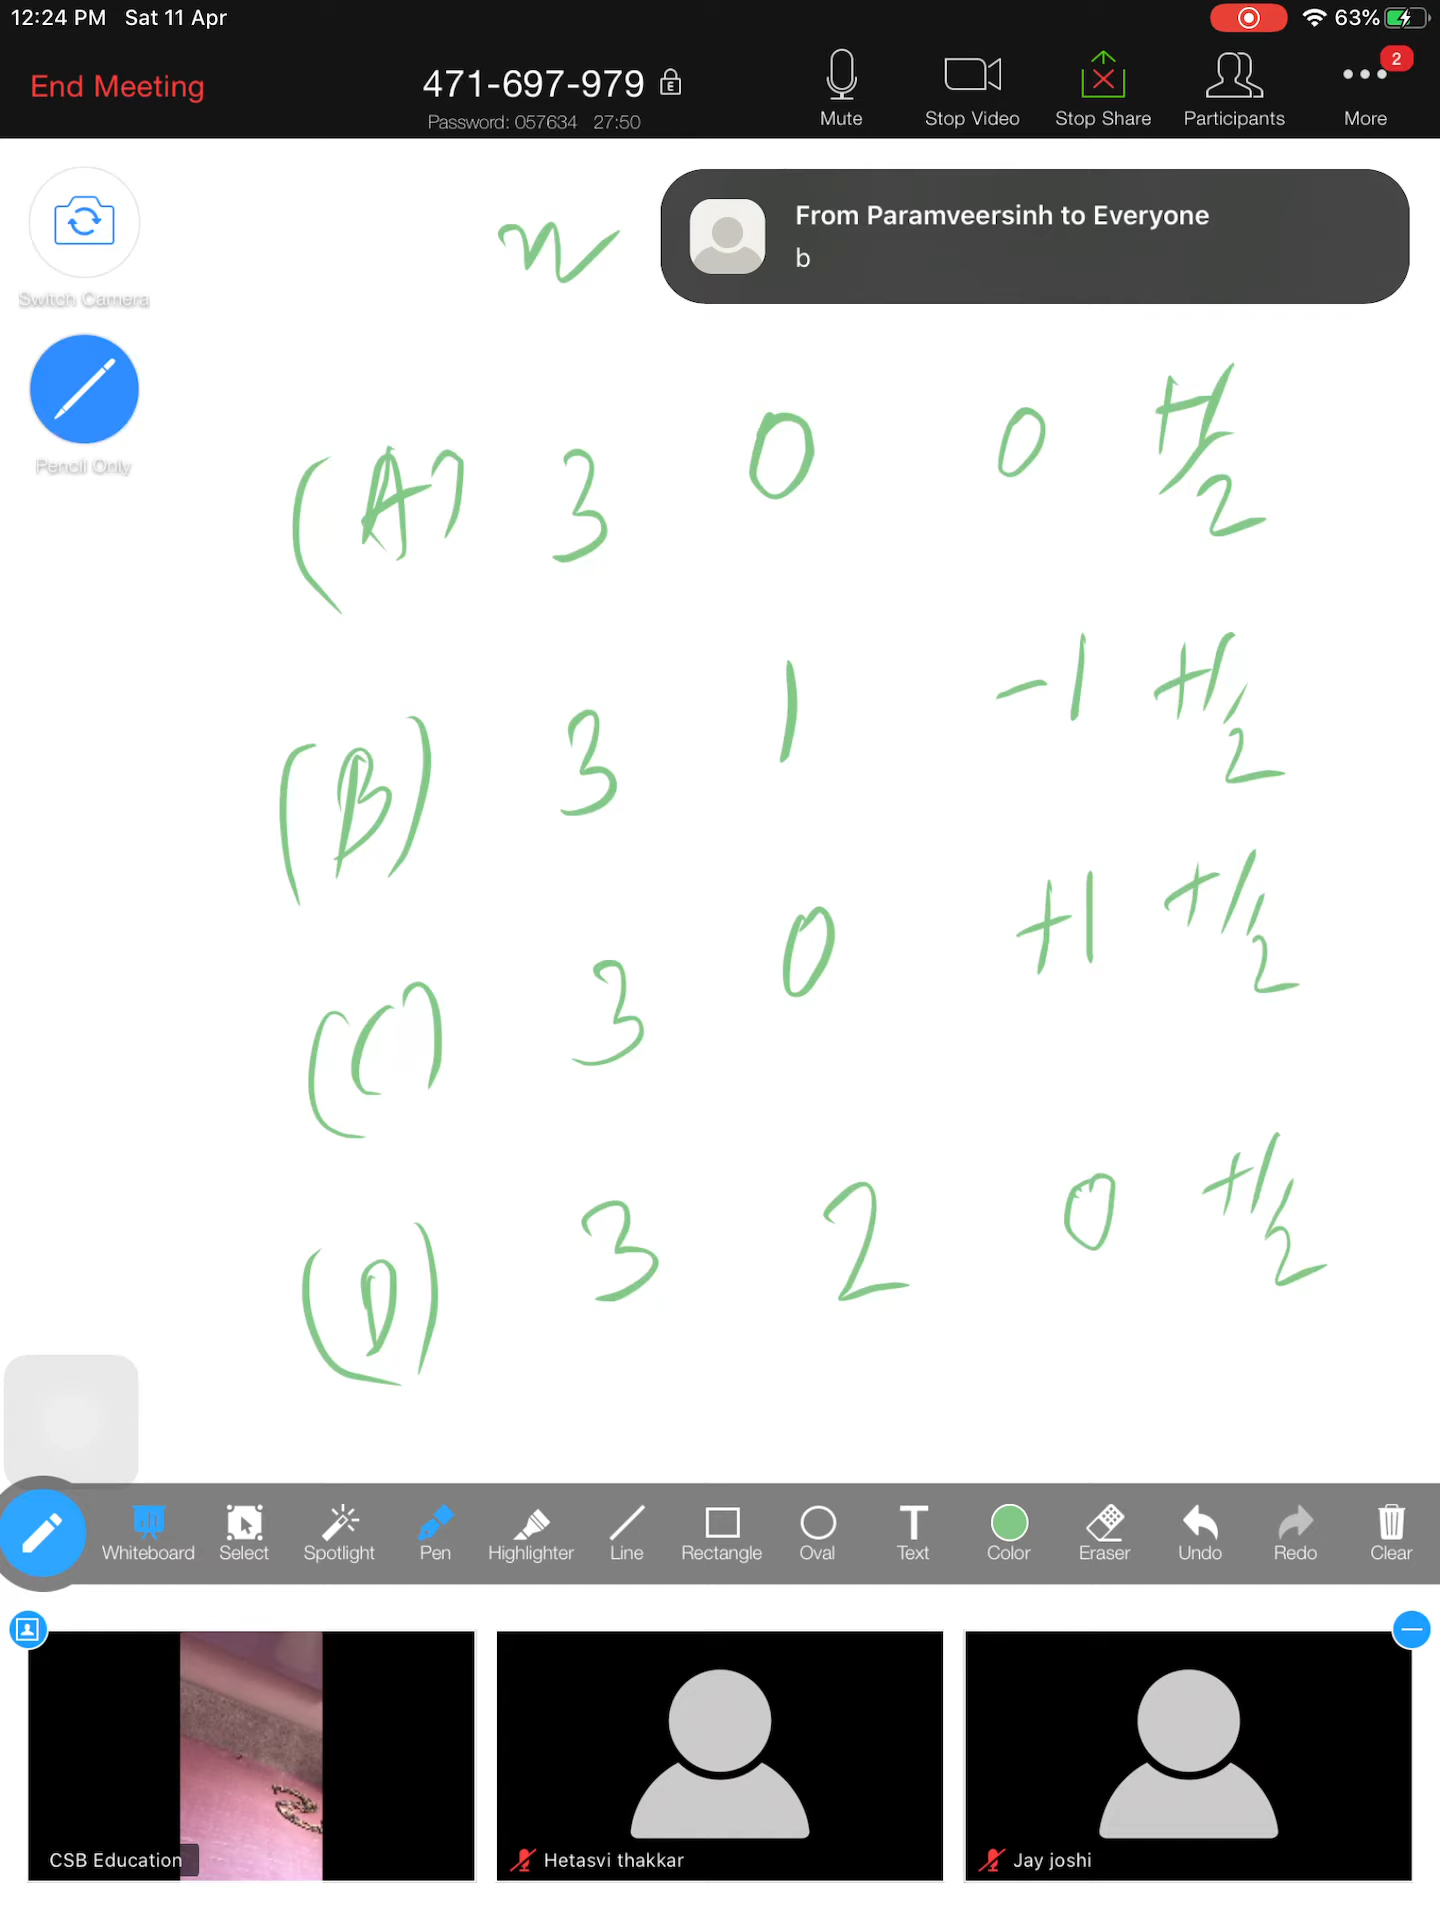 12:24 PM Sat 11 Apr
63%
End Meeting
471-697-979
Password: 057634 27:50
Mute
Stop Video
Stop Share
Participants
2
More
Switch Camera
Pencil Only
From Paramveersinh to Everyone
b
n
(A) 3 0 0 +1/2
(B) 3 1 -1 +1/2
(C) 3 0 +1 +1/2
(D) 3 2 0 +1/2
Whiteboard Select Spotlight Pen Highlighter Line Rectangle Oval Text Color Eraser Undo Redo Clear
CSB Education
Hetasvi thakkar
Jay joshi